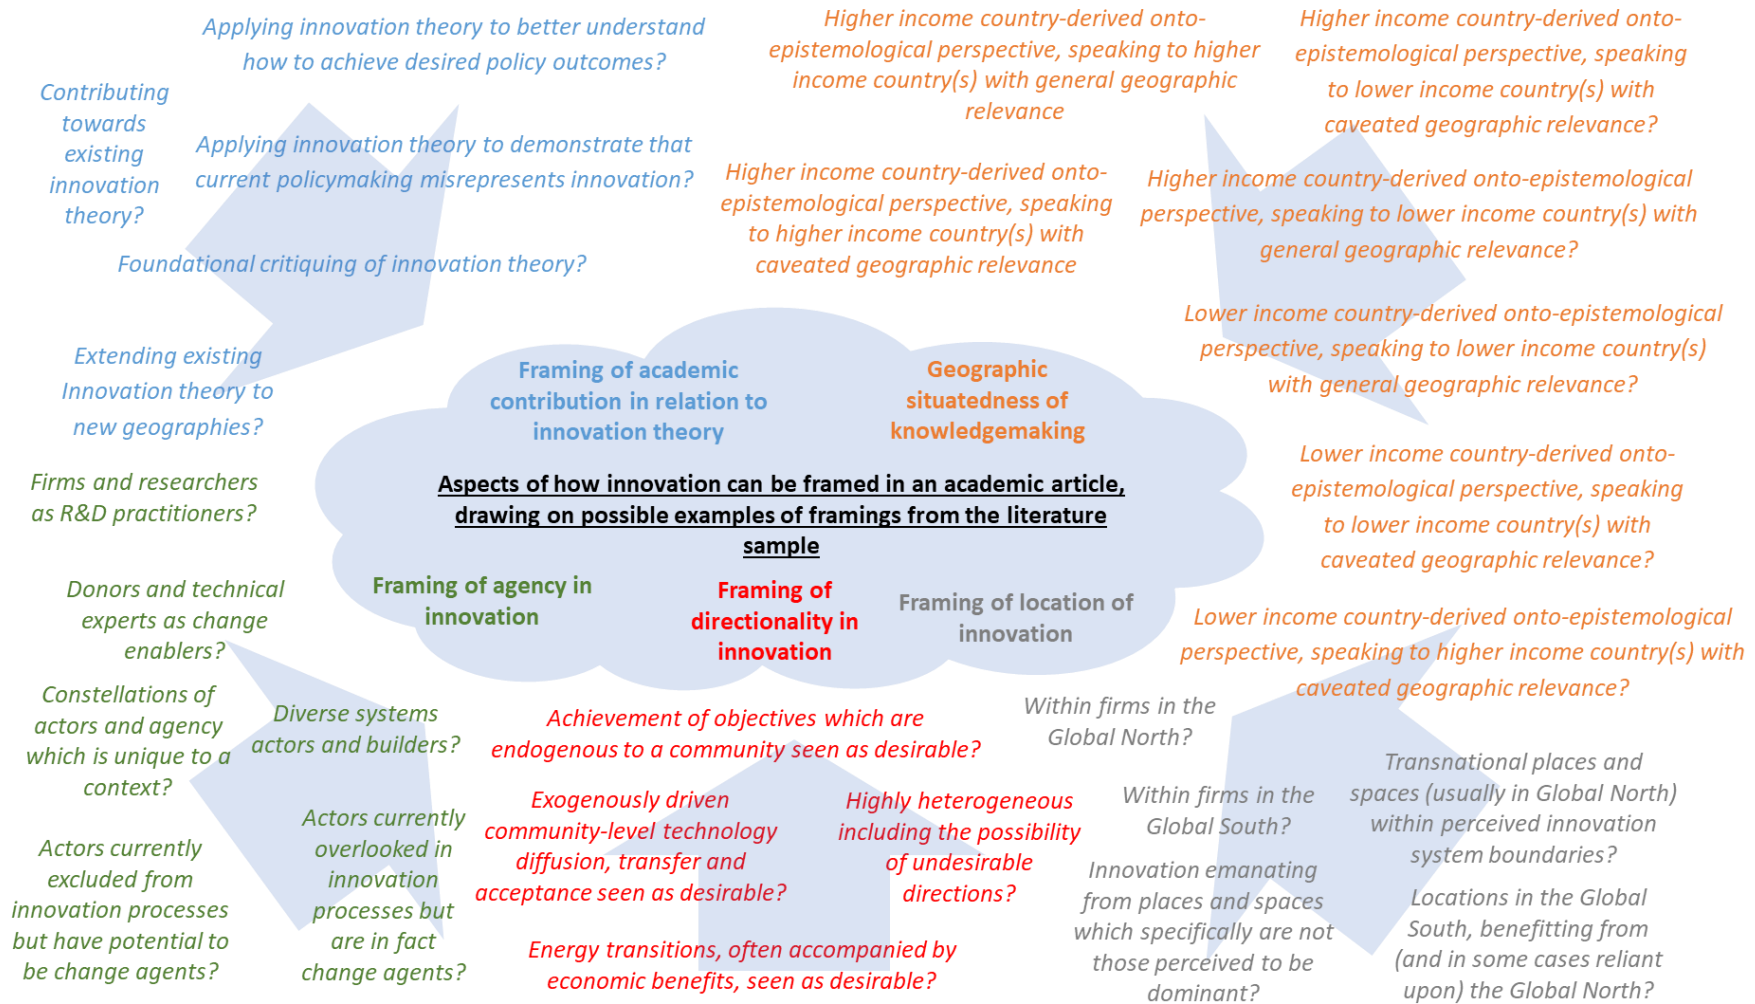 Applying innovation theory to better understand
how to achieve desired policy outcomes?
Contributing
towards
existing
innovation
theory?
Applying innovation theory to demonstrate that
current policymaking misrepresents innovation?
Foundational critiquing of innovation theory?
Extending existing
Innovation theory to
new geographies?
Higher income country-derived onto-
epistemological perspective, speaking to higher
income country(s) with general geographic
relevance
Higher income country-derived onto-
epistemological perspective, speaking
to higher income country(s) with
caveated geographic relevance
Higher income country-derived onto-
epistemological perspective, speaking
to lower income country(s) with
caveated geographic relevance?
Higher income country-derived onto-epistemological
perspective, speaking to lower income country(s) with
general geographic relevance?
Lower income country-derived onto-epistemological
perspective, speaking to lower income country(s)
with general geographic relevance?
Lower income country-derived onto-
epistemological perspective, speaking
to lower income country(s) with
caveated geographic relevance?
Lower income country-derived onto-epistemological
perspective, speaking to higher income country(s) with
caveated geographic relevance?
Framing of academic
contribution in relation to
innovation theory
Geographic
situatedness of
knowledgemaking
Aspects of how innovation can be framed in an academic article,
drawing on possible examples of framings from the literature
sample
Framing of agency in
innovation
Framing of
directionality in
innovation
Framing of location of
innovation
Firms and researchers
as R&D practitioners?
Donors and technical
experts as change
enablers?
Constellations of
actors and agency
which is unique to a
context?
Diverse systems
actors and builders?
Actors currently
excluded from
innovation processes
but have potential to
be change agents?
Actors currently
overlooked in
innovation
processes but
are in fact
change agents?
Achievement of objectives which are
endogenous to a community seen as desirable?
Exogenously driven
community-level technology
diffusion, transfer and
acceptance seen as desirable?
Highly heterogeneous
including the possibility
of undesirable
directions?
Energy transitions, often accompanied by
economic benefits, seen as desirable?
Within firms in the
Global North?
Within firms in the
Global South?
Transnational places and
spaces (usually in Global North)
within perceived innovation
system boundaries?
Innovation emanating
from places and spaces
which specifically are not
those perceived to be
dominant?
Locations in the Global
South, benefitting from
(and in some cases reliant
upon) the Global North?